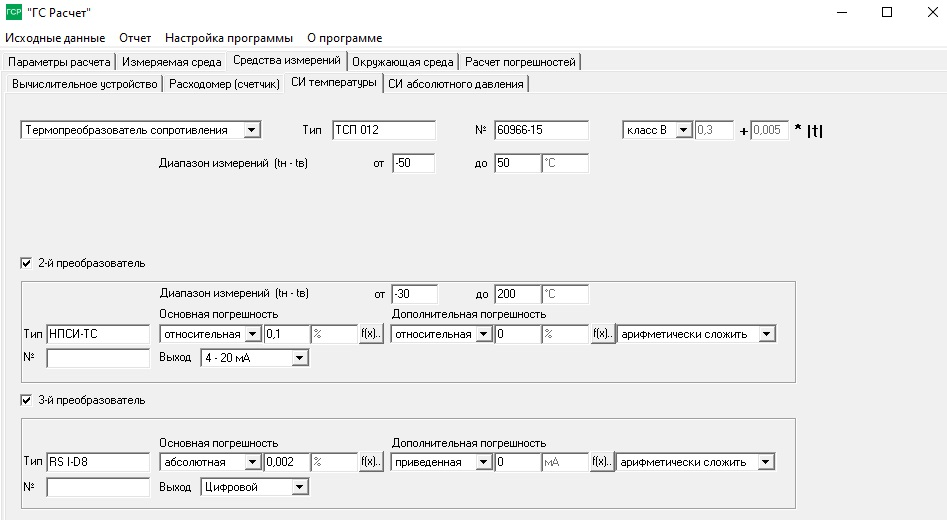 ГСР "ГС Расчет"
Исходные данные Отчет Настройка программы О программе
Параметры расчета Измеряемая среда Средства измерений Окружающая среда Расчет погрешностей
Вычислительное устройство Расходомер (счетчик) СИ температуры СИ абсолютного давления
Термопреобразователь сопротивления Тип ТСП 012 № 60966-15 класс B 0,3 + 0,005 * |t|
Диапазон измерений (tн - tв) от -50 до 50 °C
2-й преобразователь
Диапазон измерений (tн - tв) от -30 до 200 °C
Основная погрешность Дополнительная погрешность
Тип НПСИ-ТС относительная 0,1 % f(x).. относительная 0 % f(x).. арифметически сложить
№ Выход 4 - 20 мА
3-й преобразователь
Основная погрешность Дополнительная погрешность
Тип RS I-D8 абсолютная 0,002 % f(x).. приведенная 0 мА f(x).. арифметически сложить
№ Выход Цифровой